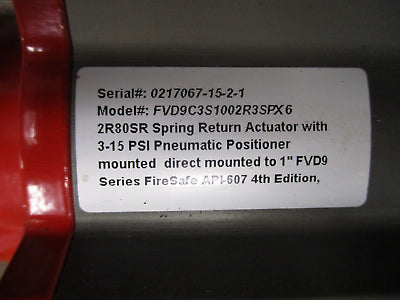 Serial#: 0217067-15-2-1
Model#: FVD9C3S1002R3SPX6
2R80SR Spring Return Actuator with
3-15 PSI Pneumatic Positioner
mounted direct mounted to 1" FVD9
Series FireSafe API-607 4th Edition,